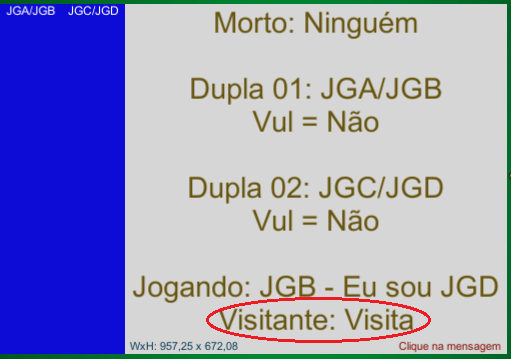 JGA/JGB JGC/JGD
Morto: Ninguém
Dupla 01: JGA/JGB
Vul = Não
Dupla 02: JGC/JGD
Vul = Não
Jogando: JGB - Eu sou JGD
Visitante: Visita
WxH: 957,25 x 672,08 Clique na mensagem